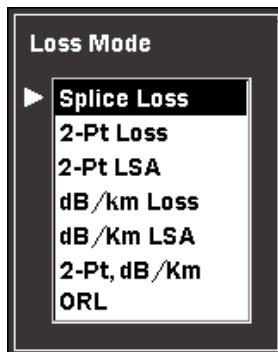 Loss Mode
Splice Loss
2-Pt Loss
2-Pt LSA
dB/km Loss
dB/Km LSA
2-Pt, dB/Km
ORL